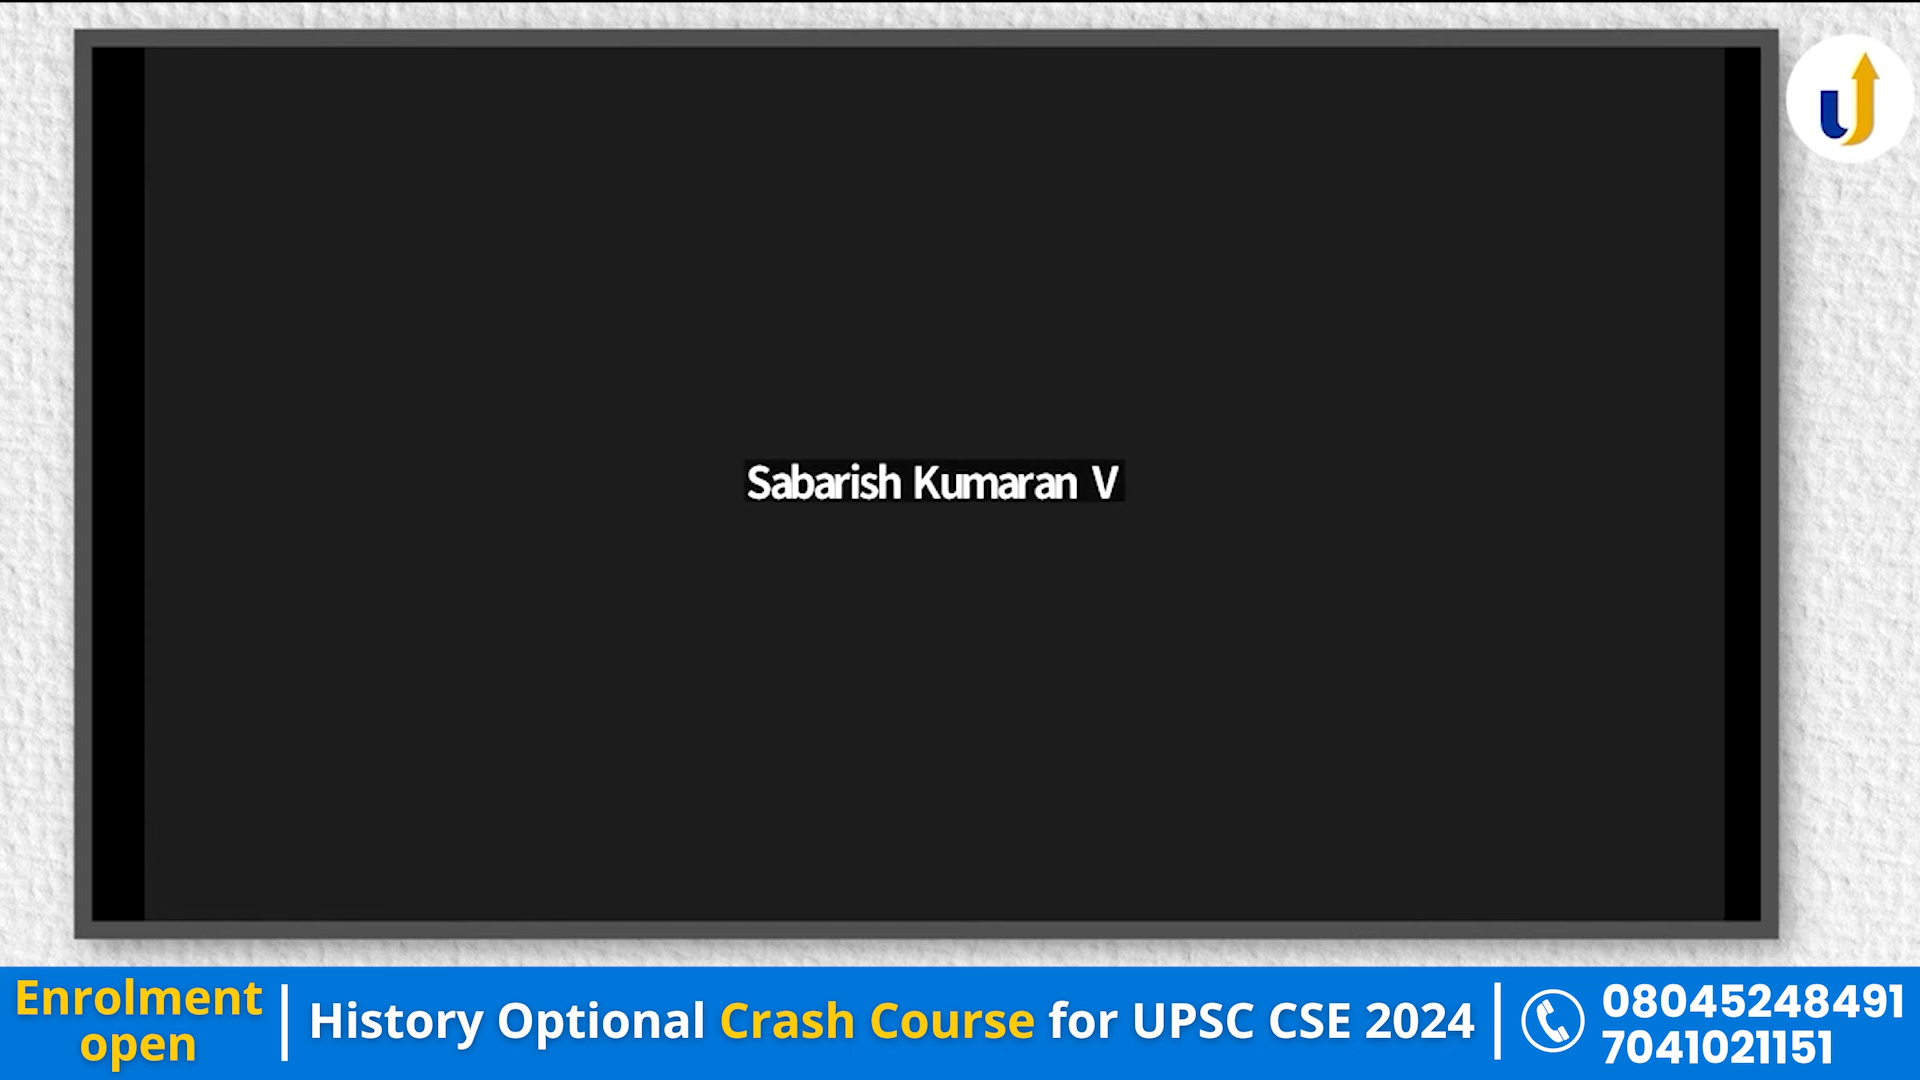 Sabarish Kumaran V
Enrolment
open
History Optional Crash Course for UPSC CSE 2024
08045248491
7041021151